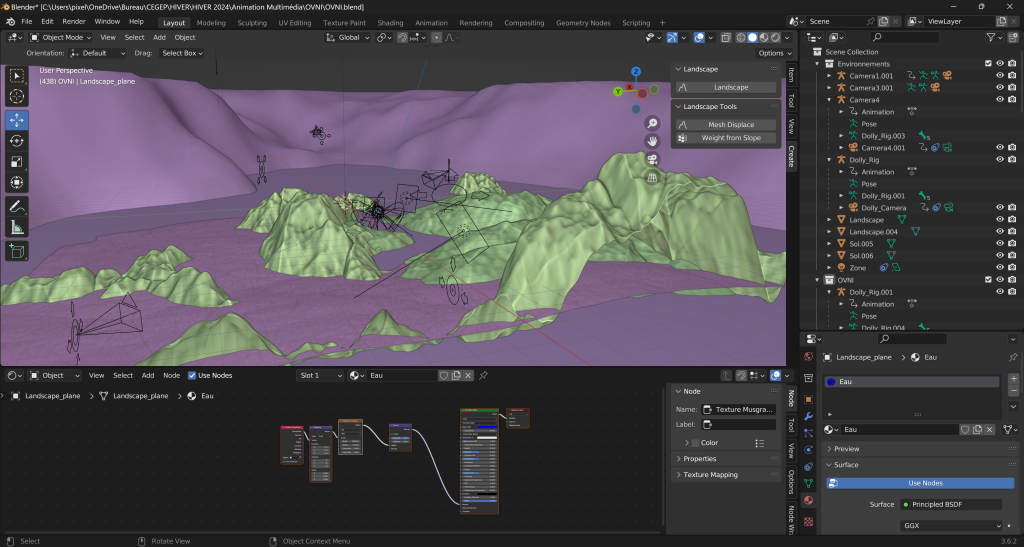 Blender* [C:\Users\pixel\OneDrive\Bureau\CEGEP\HIVER\HIVER 2024\Animation Multimédia\OVNI\OVNI.blend]
File Edit Render Window Help Layout Modeling Sculpting UV Editing Texture Paint Shading Animation Rendering Compositing Geometry Nodes Scripting + Scene ViewLayer
Object Mode View Select Add Object Global
Orientation: Default Drag: Select Box Options
User Perspective
(438) OVNI | Landscape_plane
Z
Y
X
Landscape
Landscape
Landscape Tools
Mesh Displace
Weight from Slope
Item
Tool
View
Create
Scene Collection
Environnements
Camera1.001
Camera3.001
Camera4
Animation
Pose
Dolly_Rig.003
5
Camera4.001
Dolly_Rig
Animation
Pose
Dolly_Rig.001
5
Dolly_Camera
Landscape
Landscape.004
Sol.005
Sol.006
Zone
OVNI
Dolly_Rig.001
Animation
Pose
Dolly_Rig.004
5
Object View Select Add Node Use Nodes Slot 1 Eau
Landscape_plane > Landscape_plane > Eau
Node
Name: Texture Musgra...
Label:
Color
Properties
Texture Mapping
Node
Tool
View
Options
Node Wr
Landscape_plane > Eau
Eau
Eau
Preview
Surface
Use Nodes
Surface Principled BSDF
GGX
Select Rotate View Object Context Menu 3.6.2